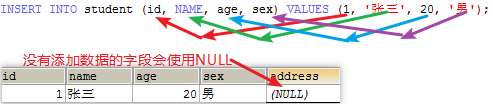 INSERT INTO student (id, NAME, age, sex) VALUES (1, '张三', 20, '男');
没有添加数据的字段会使用NULL
id name age sex address
1 张三 20 男 (NULL)